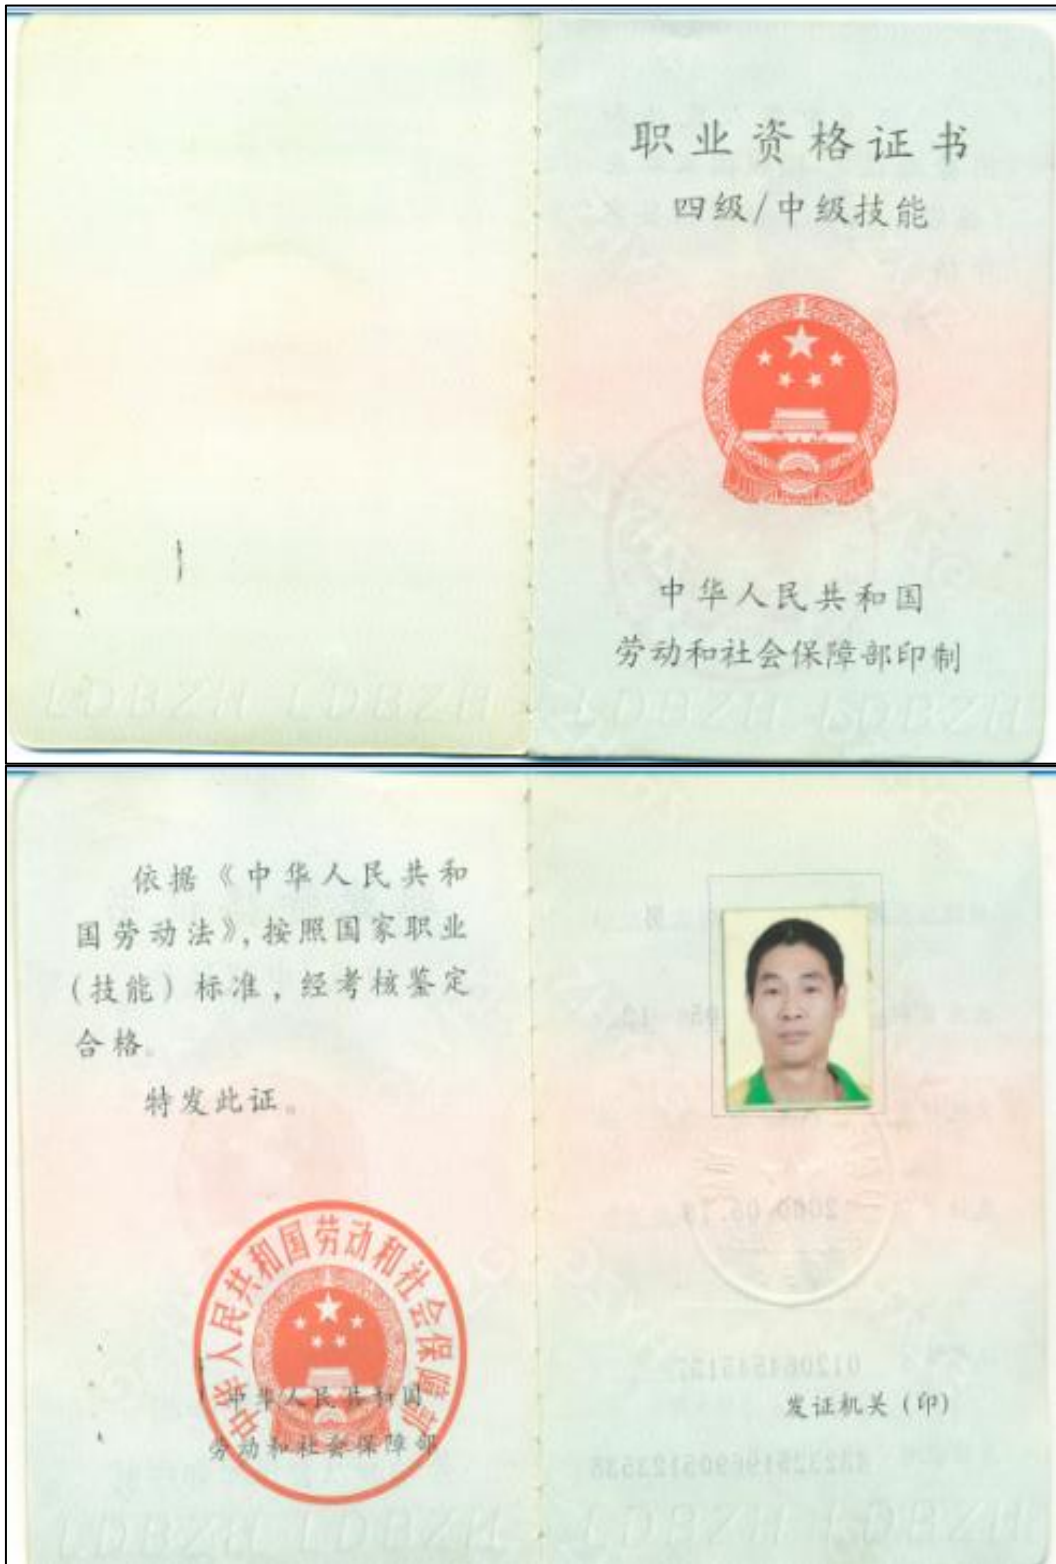 职业资格证书
四级/中级技能
中华人民共和国
劳动和社会保障部印制
依据《中华人民共和
国劳动法》，按照国家职业
（技能）标准，经考核鉴定
合格。
特发此证。
中华人民共和国劳动和社会保障部
中华人民共和国
劳动和社会保障部
发证机关（印）